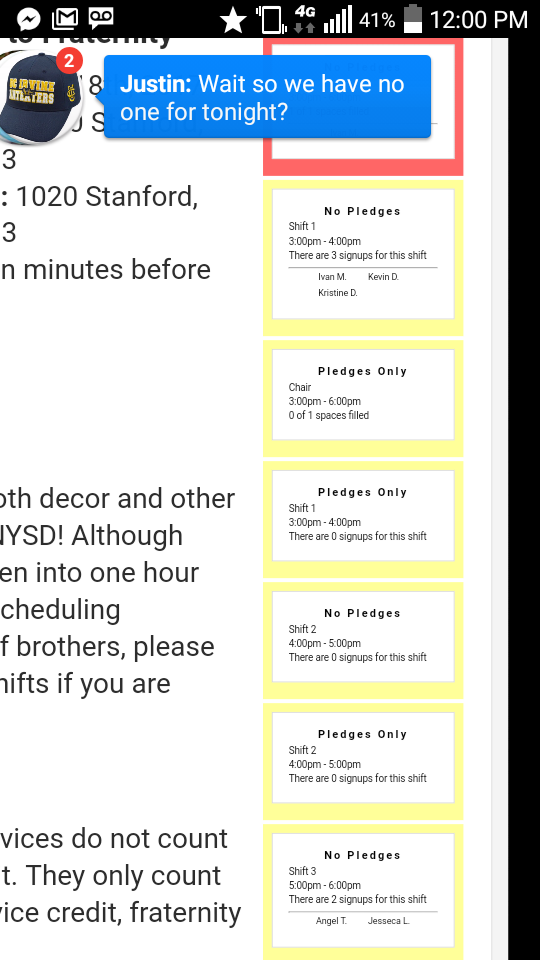 4G
41%
12:00 PM
to Fraternity
2
Justin: Wait so we have no
one for tonight?
UC IRVINE
ANTEATERS
8
Stanford,
3
: 1020 Stanford,
3
n minutes before
No Pledges
Shift 1
3:00pm - 4:00pm
There are 3 signups for this shift
Ivan M. Kevin D.
Kristine D.
Pledges Only
Chair
3:00pm - 6:00pm
0 of 1 spaces filled
oth decor and other
NYSD! Although
en into one hour
cheduling
f brothers, please
hifts if you are
Pledges Only
Shift 1
3:00pm - 4:00pm
There are 0 signups for this shift
No Pledges
Shift 2
4:00pm - 5:00pm
There are 0 signups for this shift
Pledges Only
Shift 2
4:00pm - 5:00pm
There are 0 signups for this shift
vices do not count
t. They only count
vice credit, fraternity
No Pledges
Shift 3
5:00pm - 6:00pm
There are 2 signups for this shift
Angel T. Jesseca L.